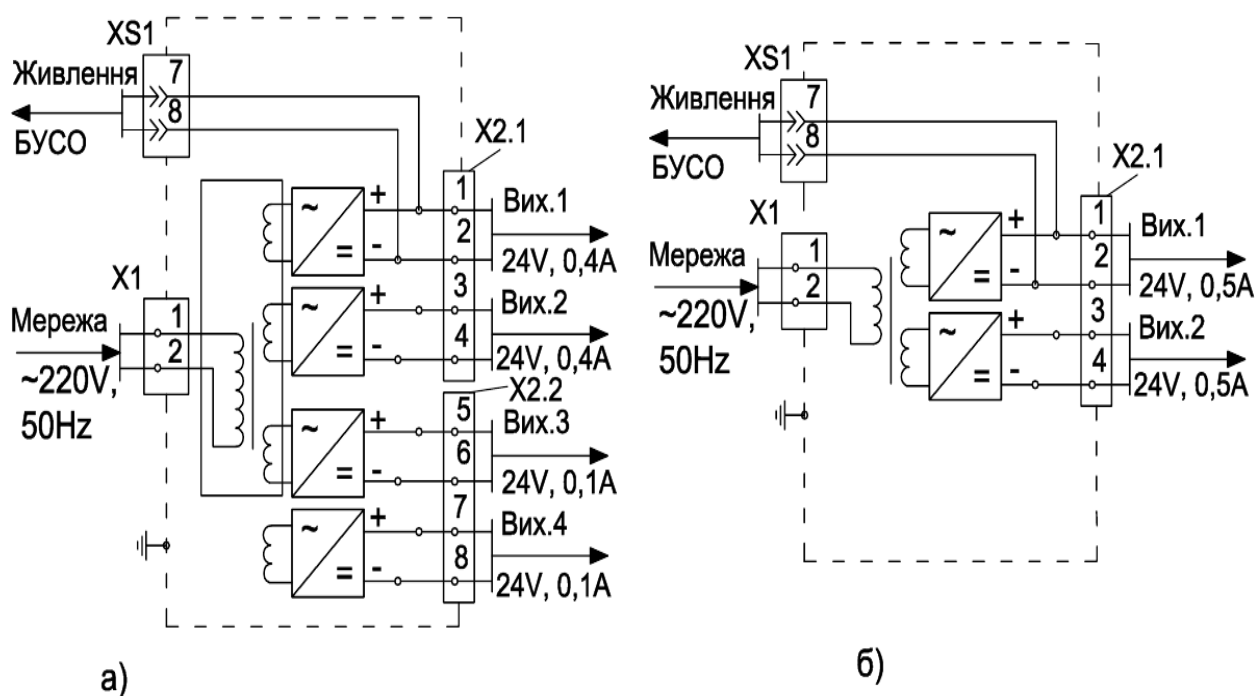 XS1
Живлення
7
8
БУСО
X2.1
1
+
Вих.1
~
2
=
-
24V, 0,4A
X1
3
+
Вих.2
~
Мережа
1
4
=
-
24V, 0,4A
2
X2.2
~220V,
50Hz
5
+
Вих.3
~
6
=
-
24V, 0,1A
7
+
Вих.4
~
8
=
-
24V, 0,1A
а)
XS1
Живлення
7
8
БУСО
X2.1
X1
1
+
Вих.1
~
Мережа
1
2
=
-
24V, 0,5A
2
~220V,
50Hz
3
+
Вих.2
~
4
=
-
24V, 0,5A
б)